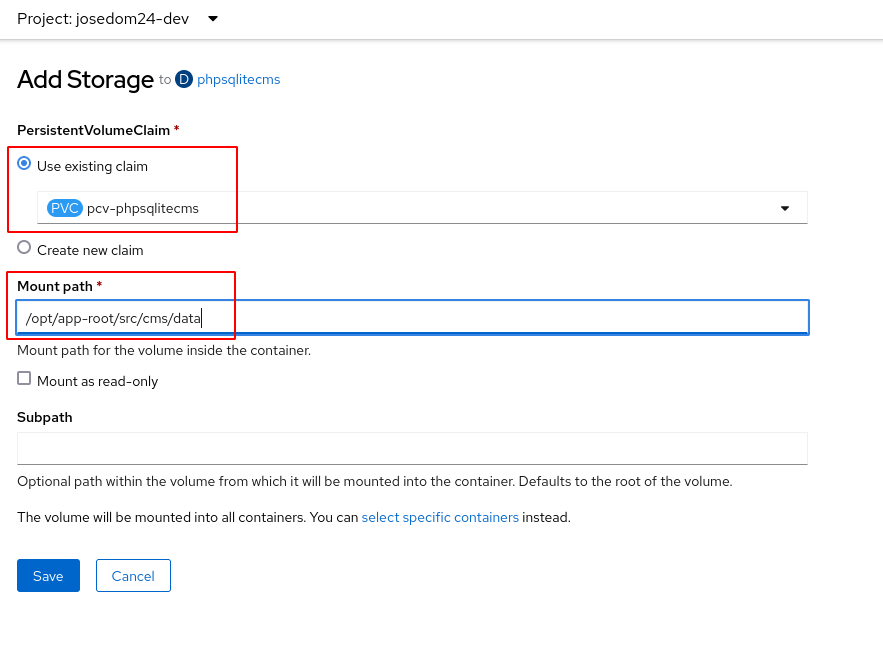 Project: josedom24-dev
Add Storage to D phpsqlitecms
PersistentVolumeClaim *
Use existing claim
PVC pcv-phpsqlitecms
Create new claim
Mount path *
/opt/app-root/src/cms/data
Mount path for the volume inside the container.
Mount as read-only
Subpath
Optional path within the volume from which it will be mounted into the container. Defaults to the root of the volume.
The volume will be mounted into all containers. You can select specific containers instead.
Save Cancel